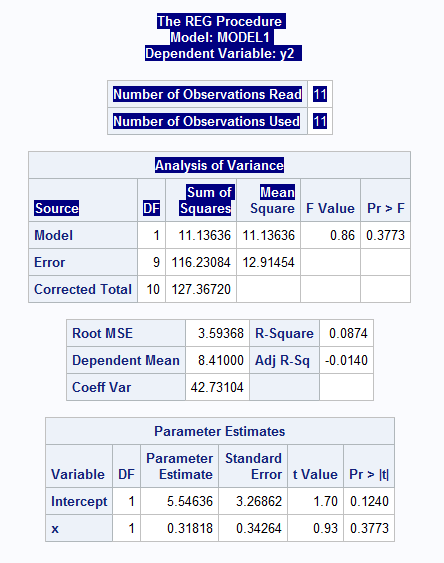 The REG Procedure
Model: MODEL1
Dependent Variable: y2
Number of Observations Read 11
Number of Observations Used 11
Analysis of Variance
Source DF Sum of Squares Mean Square F Value Pr > F
Model 1 11.13636 11.13636 0.86 0.3773
Error 9 116.23084 12.91454
Corrected Total 10 127.36720
Root MSE 3.59368 R-Square 0.0874
Dependent Mean 8.41000 Adj R-Sq -0.0140
Coeff Var 42.73104
Parameter Estimates
Variable DF Parameter Estimate Standard Error t Value Pr > |t|
Intercept 1 5.54636 3.26862 1.70 0.1240
x 1 0.31818 0.34264 0.93 0.3773